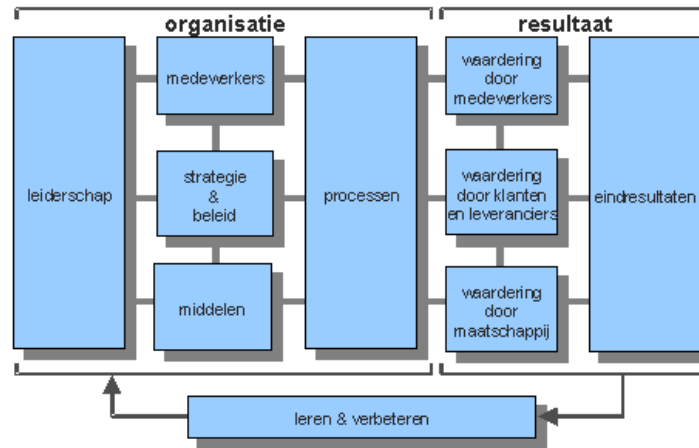 organisatie
resultaat
leiderschap
medewerkers
strategie
&
beleid
middelen
processen
waardering
door
medewerkers
waardering
door klanten
en leveranciers
waardering
door
maatschappij
eindresultaten
leren & verbeteren